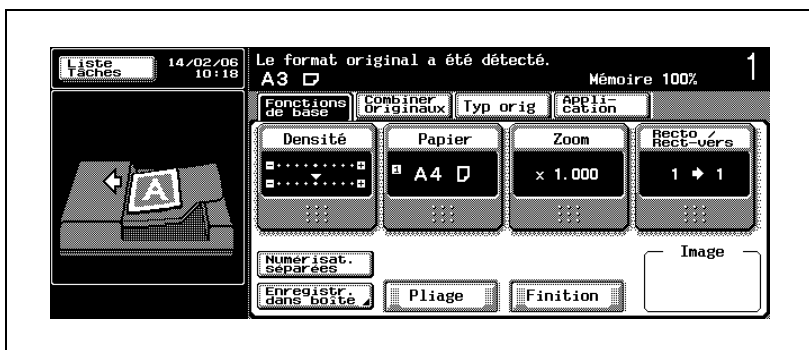 Liste
Tâches
14/02/06
10:18
Le format original a été détecté.
A3
Mémoire 100%
1
Fonctions
de base
Combiner
Originaux
Typ orig
Appli-
cation
Densité
Papier
Zoom
Recto /
Rect-vers
1 A4
x 1.000
1 → 1
A
Numérisat.
séparées
Image
Enregistr.
dans boîte
Pliage
Finition